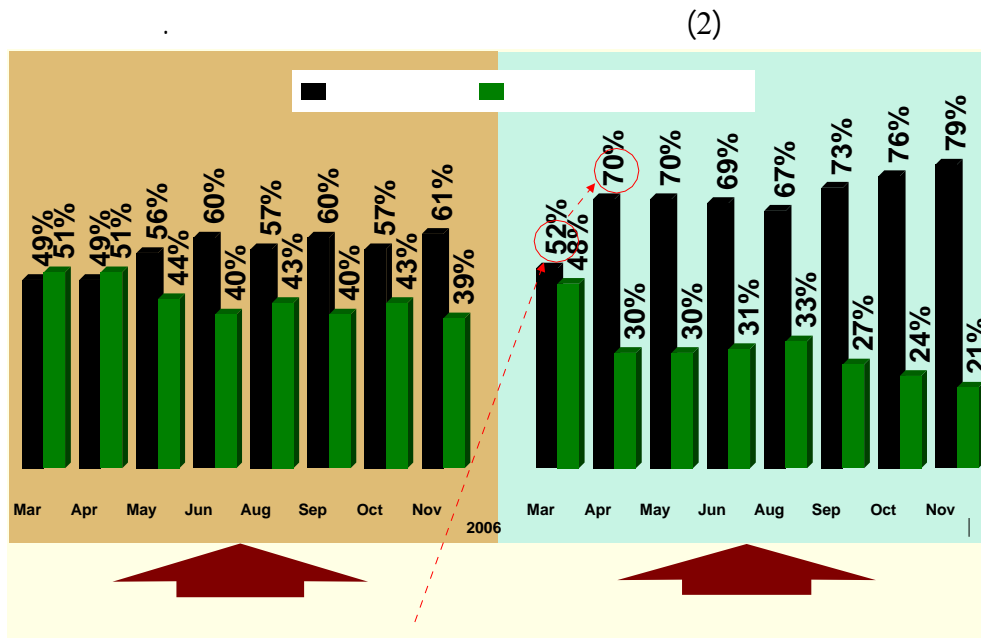 . (2)
49% 51% 49% 51% 56% 44% 60% 40% 57% 43% 60% 40% 57% 43% 61% 39%
52% 48% 70% 30% 70% 30% 69% 31% 67% 33% 73% 27% 76% 24% 79% 21%
Mar Apr May Jun Aug Sep Oct Nov
Mar Apr May Jun Aug Sep Oct Nov
2006